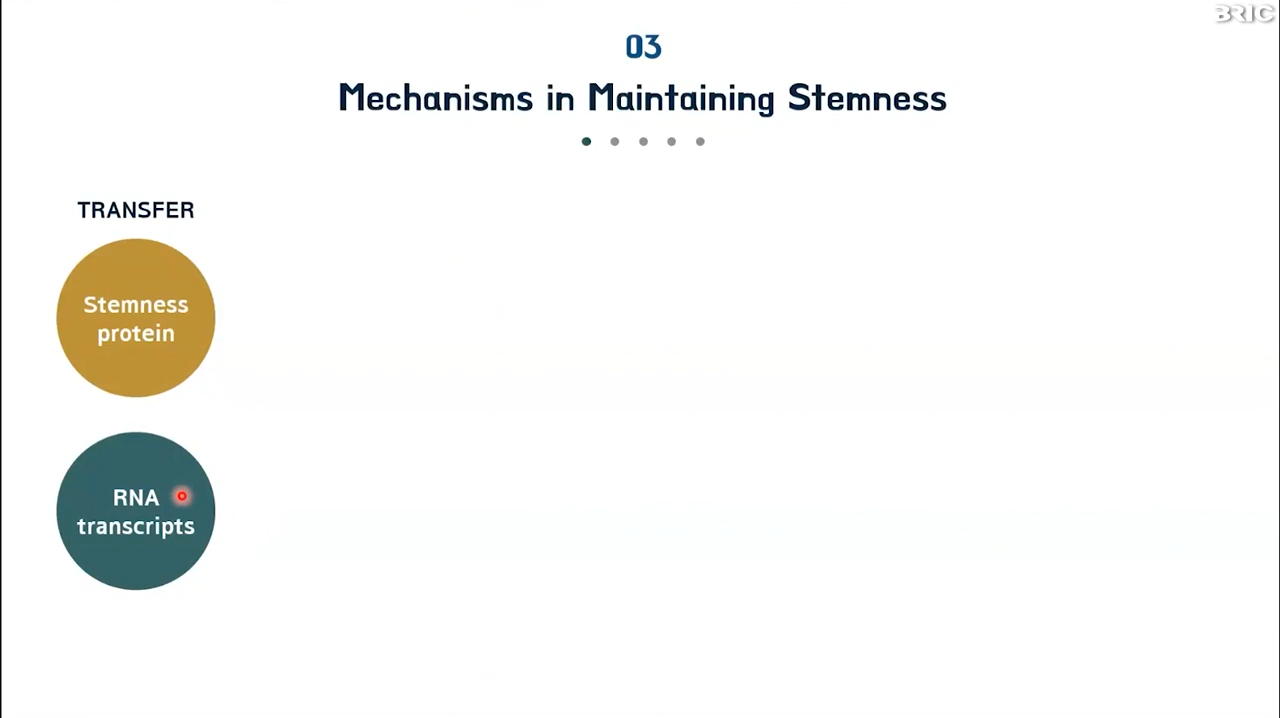 BRIC
03
Mechanisms in Maintaining Stemness
TRANSFER
Stemness
protein
RNA
transcripts